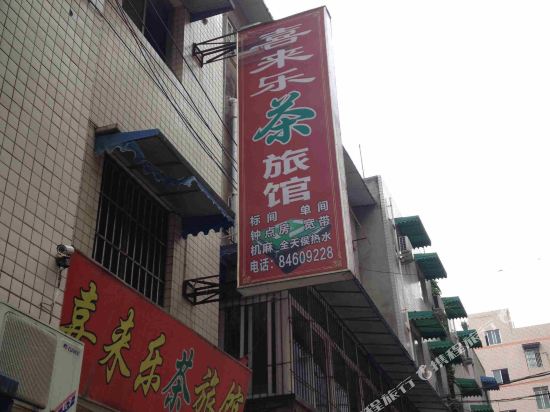 喜来乐茶旅馆
标间 单间
钟点房 宽带
机麻 全天侯热水
电话:84609228
喜来乐茶旅馆
携程旅行